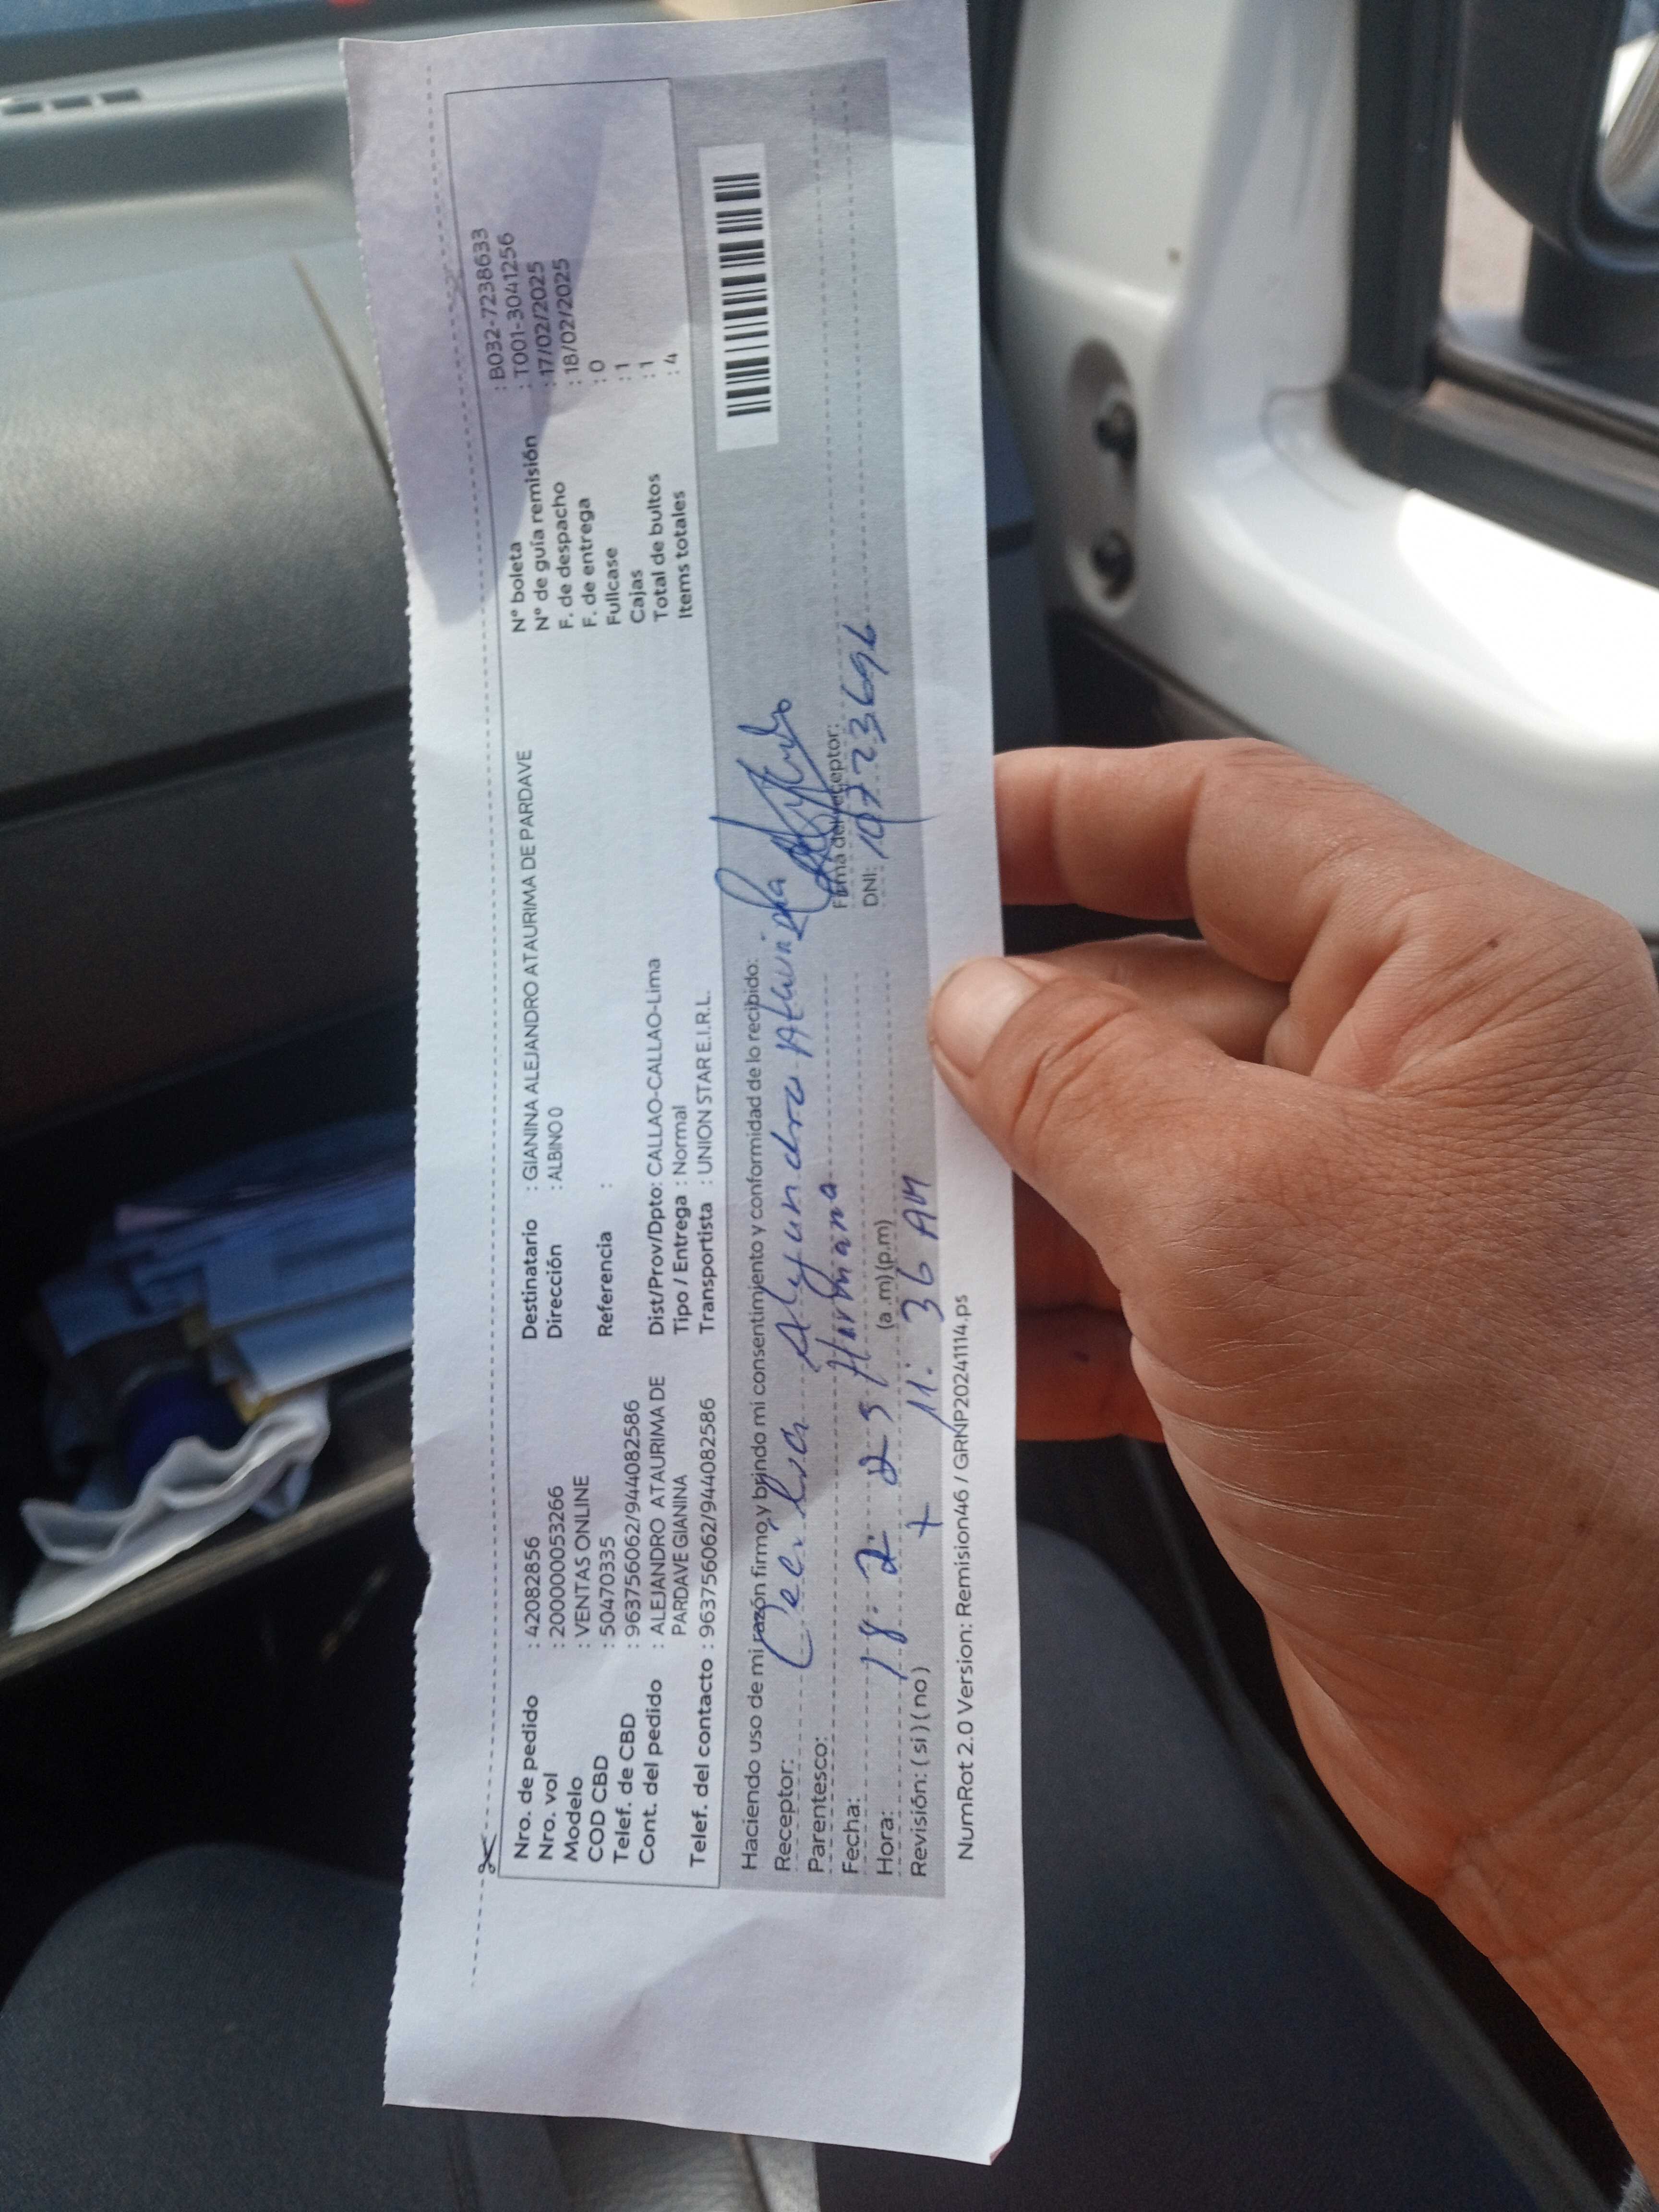 Nro. de pedido : 42082856
Nro. vol : 2000000053266
Modelo : VENTAS ONLINE
COD CBD : 50470335
Telef. de CBD : 963756062/944082586
Cont. del pedido : ALEJANDRO ATAURIMA DE
PARDAVE GIANINA
Telef. del contacto : 963756062/944082586
Destinatario : GIANINA ALEJANDRO ATAURIMA DE PARDAVE
Dirección : ALBINO 0
Referencia :
Dist/Prov/Dpto: CALLAO-CALLAO-Lima
Tipo / Entrega : Normal
Transportista : UNION STAR E.I.R.L.
N° boleta : B032-7238633
N° de guía remisión : T001-3041256
F. de despacho : 17/02/2025
F. de entrega : 18/02/2025
Fullcase : 0
Cajas : 1
Total de bultos : 1
Items totales : 4
Haciendo uso de mi razón firmo y brindo mi consentimiento y conformidad de lo recibido:
Receptor: Cecilia
Parentesco: Hermana
Fecha: 18. 2. 25
Hora: 11: 36 AM (a .m) (p.m)
Revisión: ( si ) ( no )
Firma del receptor:
DNI: 10723696
NumRot 2.0 Version: Remision46 / GRNP20241114.ps